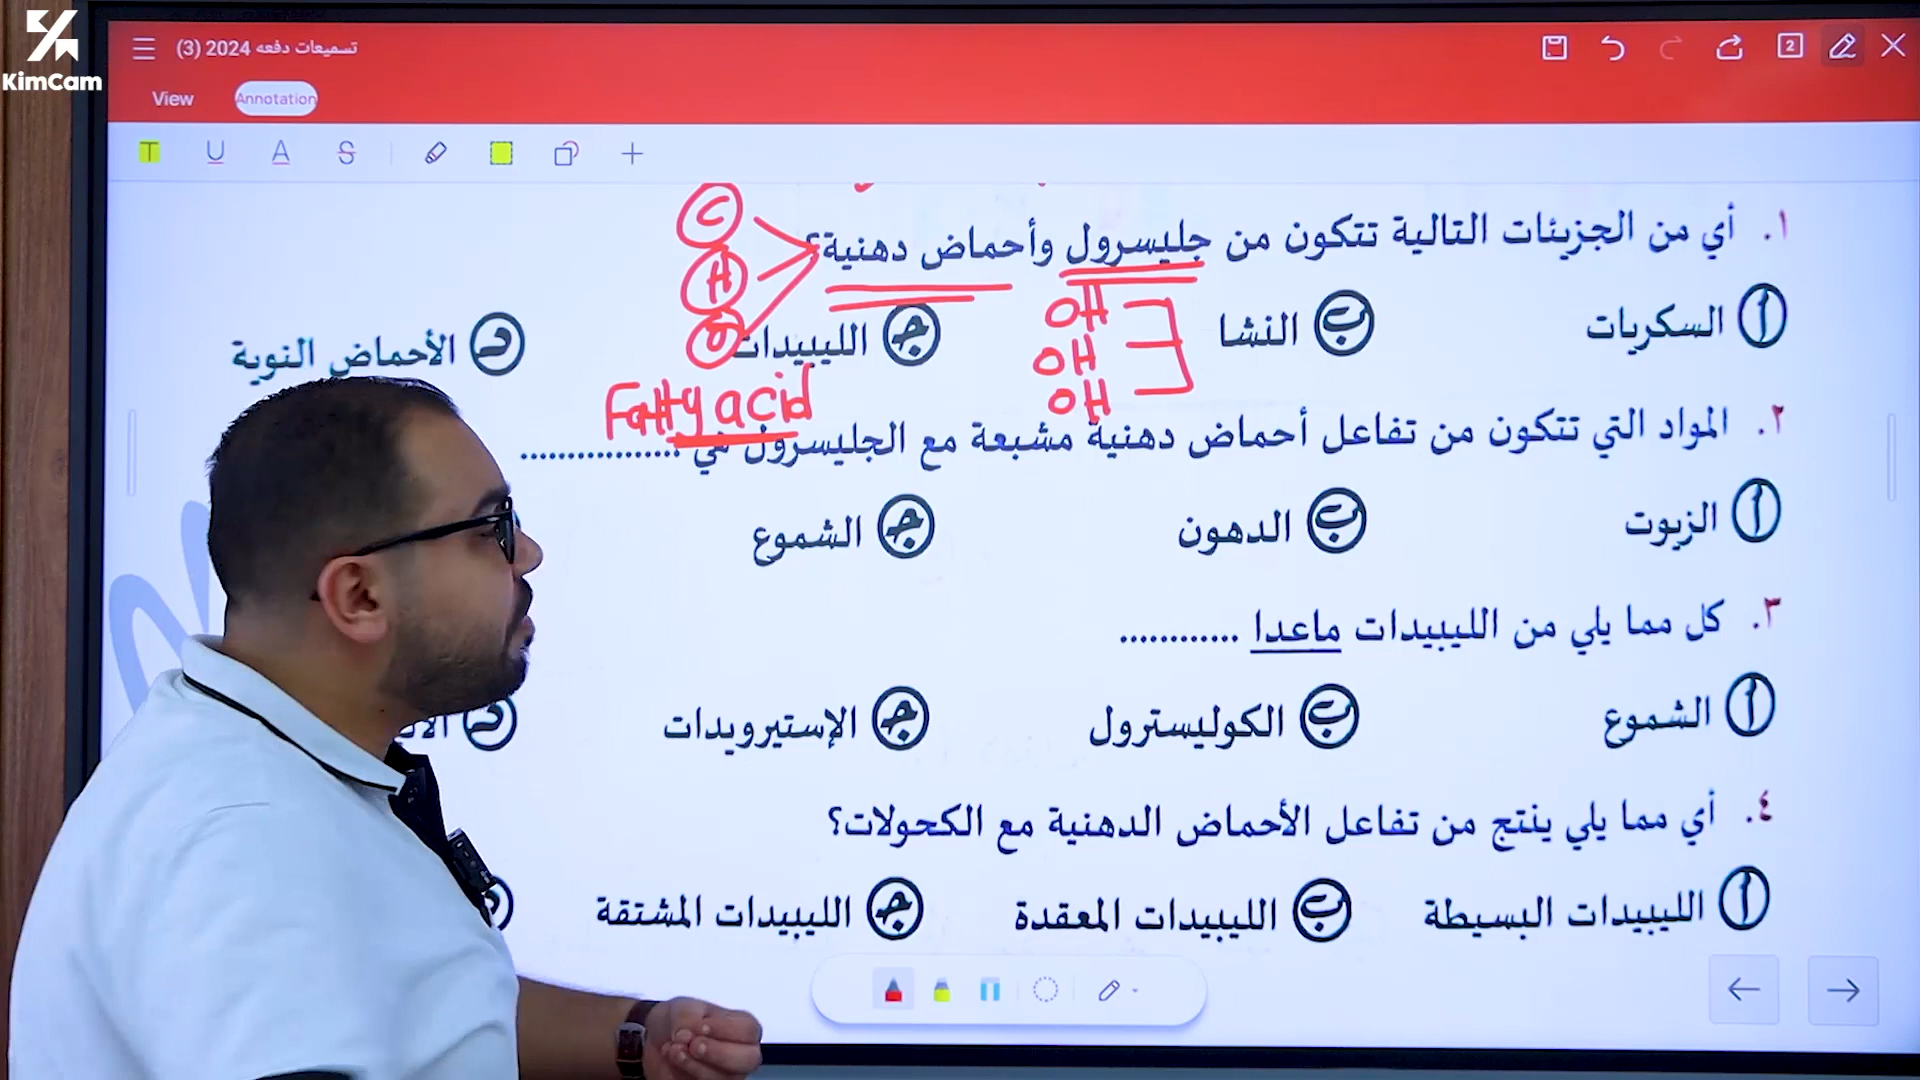 KimCam
تسميعات دفعه 2024 (3)
2
View
Annotation
١. أي من الجزيئات التالية تتكون من جليسرول وأحماض دهنية؟
C
H
O
أ السكريات
ب النشا
ج الليبيدات
د الأحماض النوية
OH
OH
OH
Fatty acid
٢. المواد التي تتكون من تفاعل أحماض دهنية مشبعة مع الجليسرول هي ................
أ الزيوت
ب الدهون
ج الشموع
٣. كل مما يلي من الليبيدات ماعدا ............
أ الشموع
ب الكوليسترول
ج الإستيرويدات
د
٤. أي مما يلي ينتج من تفاعل الأحماض الدهنية مع الكحولات؟
أ الليبيدات البسيطة
ب الليبيدات المعقدة
ج الليبيدات المشتقة